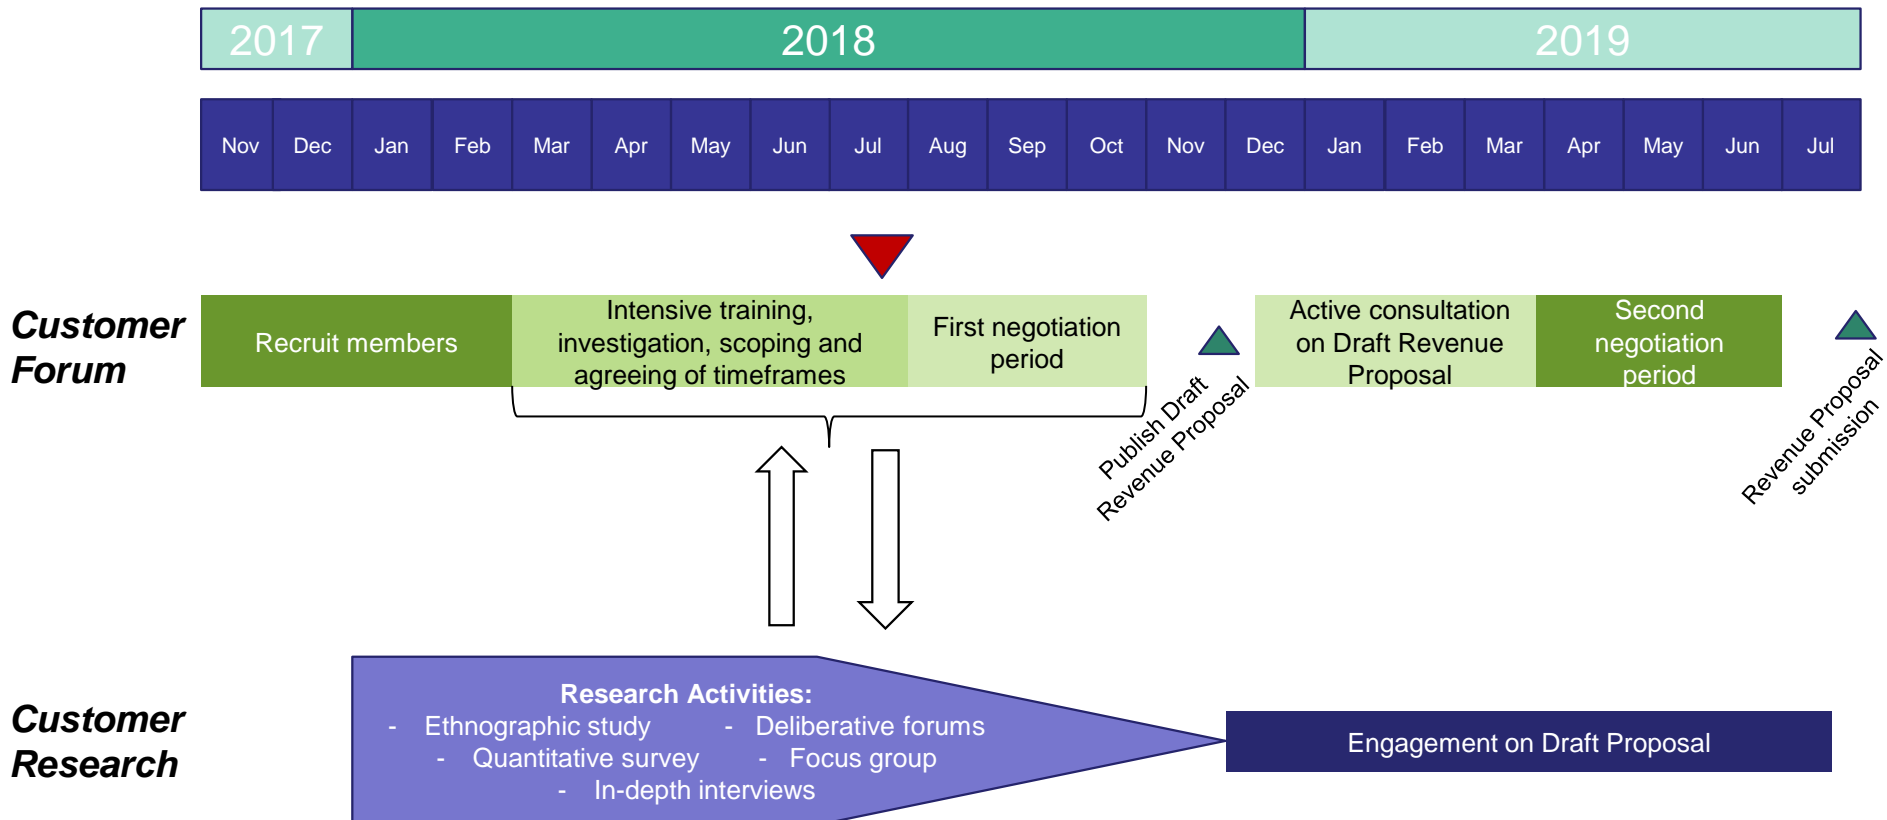 2017 2018 2019
Nov Dec Jan Feb Mar Apr May Jun Jul Aug Sep Oct Nov Dec Jan Feb Mar Apr May Jun Jul
Customer
Forum
Recruit members
Intensive training,
investigation, scoping and
agreeing of timeframes
First negotiation
period
Publish Draft
Revenue Proposal
Active consultation
on Draft Revenue
Proposal
Second
negotiation
period
Revenue Proposal
submission
Customer
Research
Research Activities:
- Ethnographic study - Deliberative forums
- Quantitative survey - Focus group
- In-depth interviews
Engagement on Draft Proposal